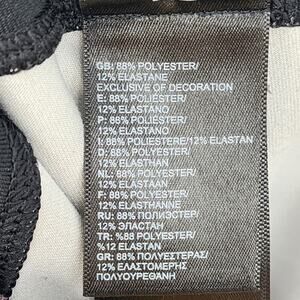 GB: 88% POLYESTER/
12% ELASTANE
EXCLUSIVE OF DECORATION
E: 88% POLIÉSTER/
12% ELASTANO
P: 88% POLIÉSTER/
12% ELASTANO
I: 88% POLIESTERE/12% ELASTAN
D: 88% POLYESTER/
12% ELASTHAN
NL: 88% POLYESTER/
12% ELASTAAN
F: 88% POLYESTER/
12% ELASTHANNE
RU: 88% ПОЛИЭСТЕР/
12% ЭЛАСТАН
TR: %88 POLYESTER/
%12 ELASTAN
GR: 88% ΠΟΛΥΕΣΤΕΡΑΣ/
12% ΕΛΑΣΤΟΜΕΡΗΣ
ΠΟΛΥΟΥΡΕΘΑΝΗ